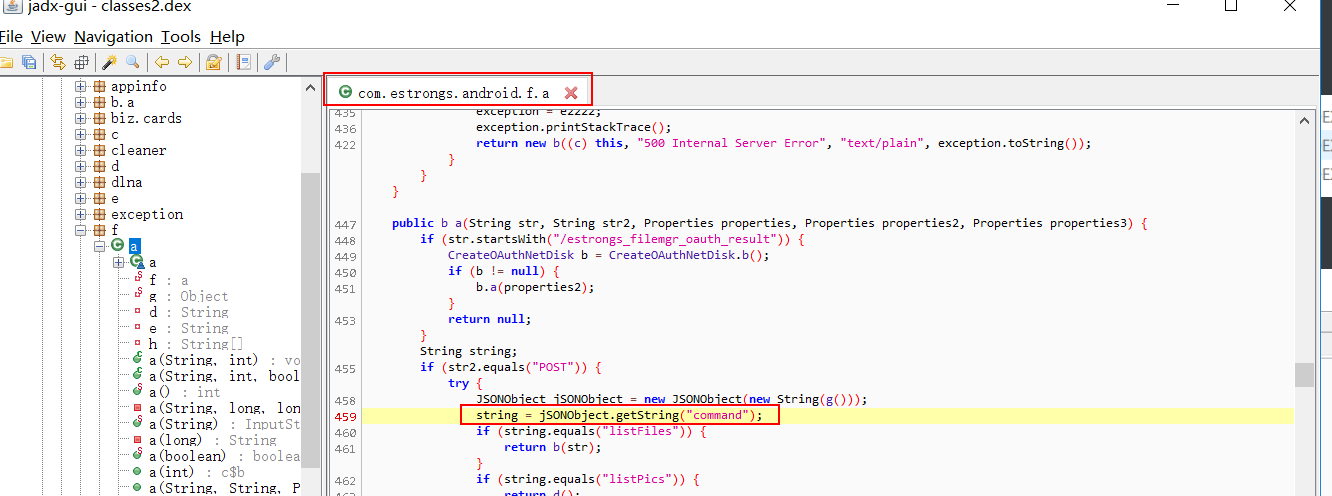 jadx-gui - classes2.dex
File View Navigation Tools Help
appinfo
b.a
biz.cards
c
cleaner
d
dlna
e
exception
f
a
a
f : a
g : Object
d : String
e : String
h : String[]
a(String, int) : vo
a(String, int, bool
a() : int
a(String, long, lon
a(String) : InputSt
a(long) : String
a(boolean) : boolea
a(int) : c$b
a(String, String, P
com.estrongs.android.f.a
435 exception = e2222;
436 exception.printStackTrace();
422 return new b((c) this, "500 Internal Server Error", "text/plain", exception.toString());
}
}
}
447 public b a(String str, String str2, Properties properties, Properties properties2, Properties properties3) {
448 if (str.startsWith("/estrongs_filemgr_oauth_result")) {
449 CreateOAuthNetDisk b = CreateOAuthNetDisk.b();
450 if (b != null) {
451 b.a(properties2);
}
453 return null;
}
String string;
455 if (str2.equals("POST")) {
try {
458 JSONObject jSONObject = new JSONObject(new String(g()));
459 string = jSONObject.getString("command");
460 if (string.equals("listFiles")) {
461 return b(str);
}
462 if (string.equals("listPics")) {
463 return d();